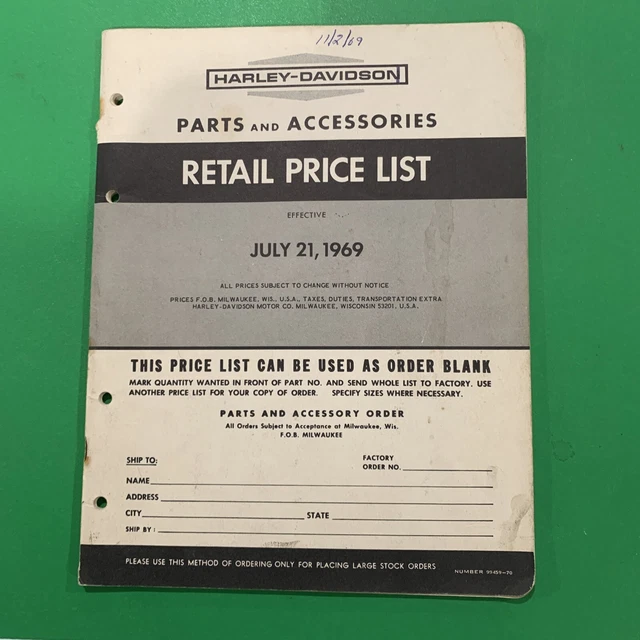 11/2/69
HARLEY-DAVIDSON
PARTS AND ACCESSORIES
RETAIL PRICE LIST
EFFECTIVE
JULY 21, 1969
ALL PRICES SUBJECT TO CHANGE WITHOUT NOTICE
PRICES F.O.B. MILWAUKEE, WIS., U.S.A., TAXES, DUTIES, TRANSPORTATION EXTRA
HARLEY-DAVIDSON MOTOR CO. MILWAUKEE, WISCONSIN 53201, U.S.A.
THIS PRICE LIST CAN BE USED AS ORDER BLANK
MARK QUANTITY WANTED IN FRONT OF PART NO. AND SEND WHOLE LIST TO FACTORY. USE
ANOTHER PRICE LIST FOR YOUR COPY OF ORDER. SPECIFY SIZES WHERE NECESSARY.
PARTS AND ACCESSORY ORDER
All Orders Subject to Acceptance at Milwaukee, Wis.
F.O.B. MILWAUKEE
SHIP TO:
FACTORY
ORDER NO.
NAME
ADDRESS
CITY STATE
SHIP BY :
PLEASE USE THIS METHOD OF ORDERING ONLY FOR PLACING LARGE STOCK ORDERS
NUMBER 99459-70